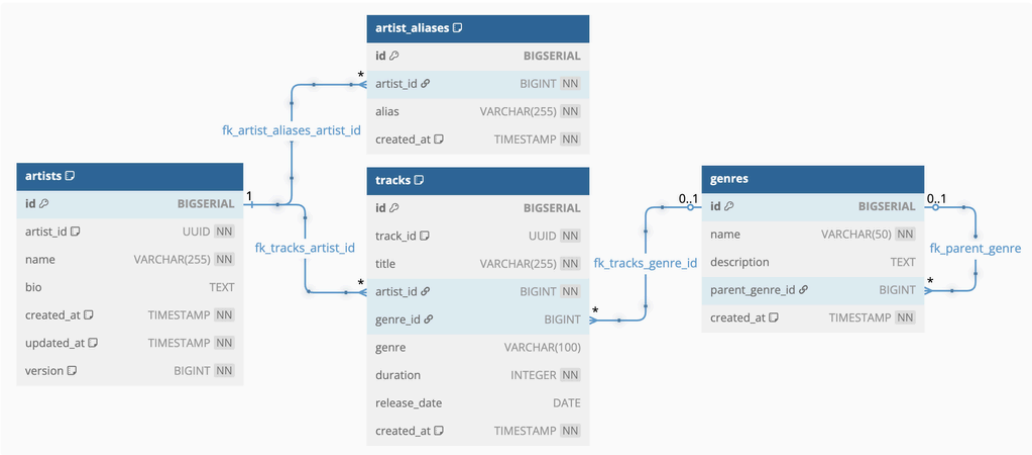 artist_aliases
id BIGSERIAL
* artist_id BIGINT NN
alias VARCHAR(255) NN
created_at TIMESTAMP NN
fk_artist_aliases_artist_id
artists
id BIGSERIAL 1
artist_id UUID NN
name VARCHAR(255) NN
bio TEXT
created_at TIMESTAMP NN
updated_at TIMESTAMP NN
version BIGINT NN
fk_tracks_artist_id
tracks
id BIGSERIAL
track_id UUID NN
title VARCHAR(255) NN
* artist_id BIGINT NN
genre_id BIGINT *
genre VARCHAR(100)
duration INTEGER NN
release_date DATE
created_at TIMESTAMP NN
fk_tracks_genre_id
genres
0..1 id BIGSERIAL 0..1
name VARCHAR(50) NN
description TEXT
parent_genre_id BIGINT *
created_at TIMESTAMP NN
fk_parent_genre